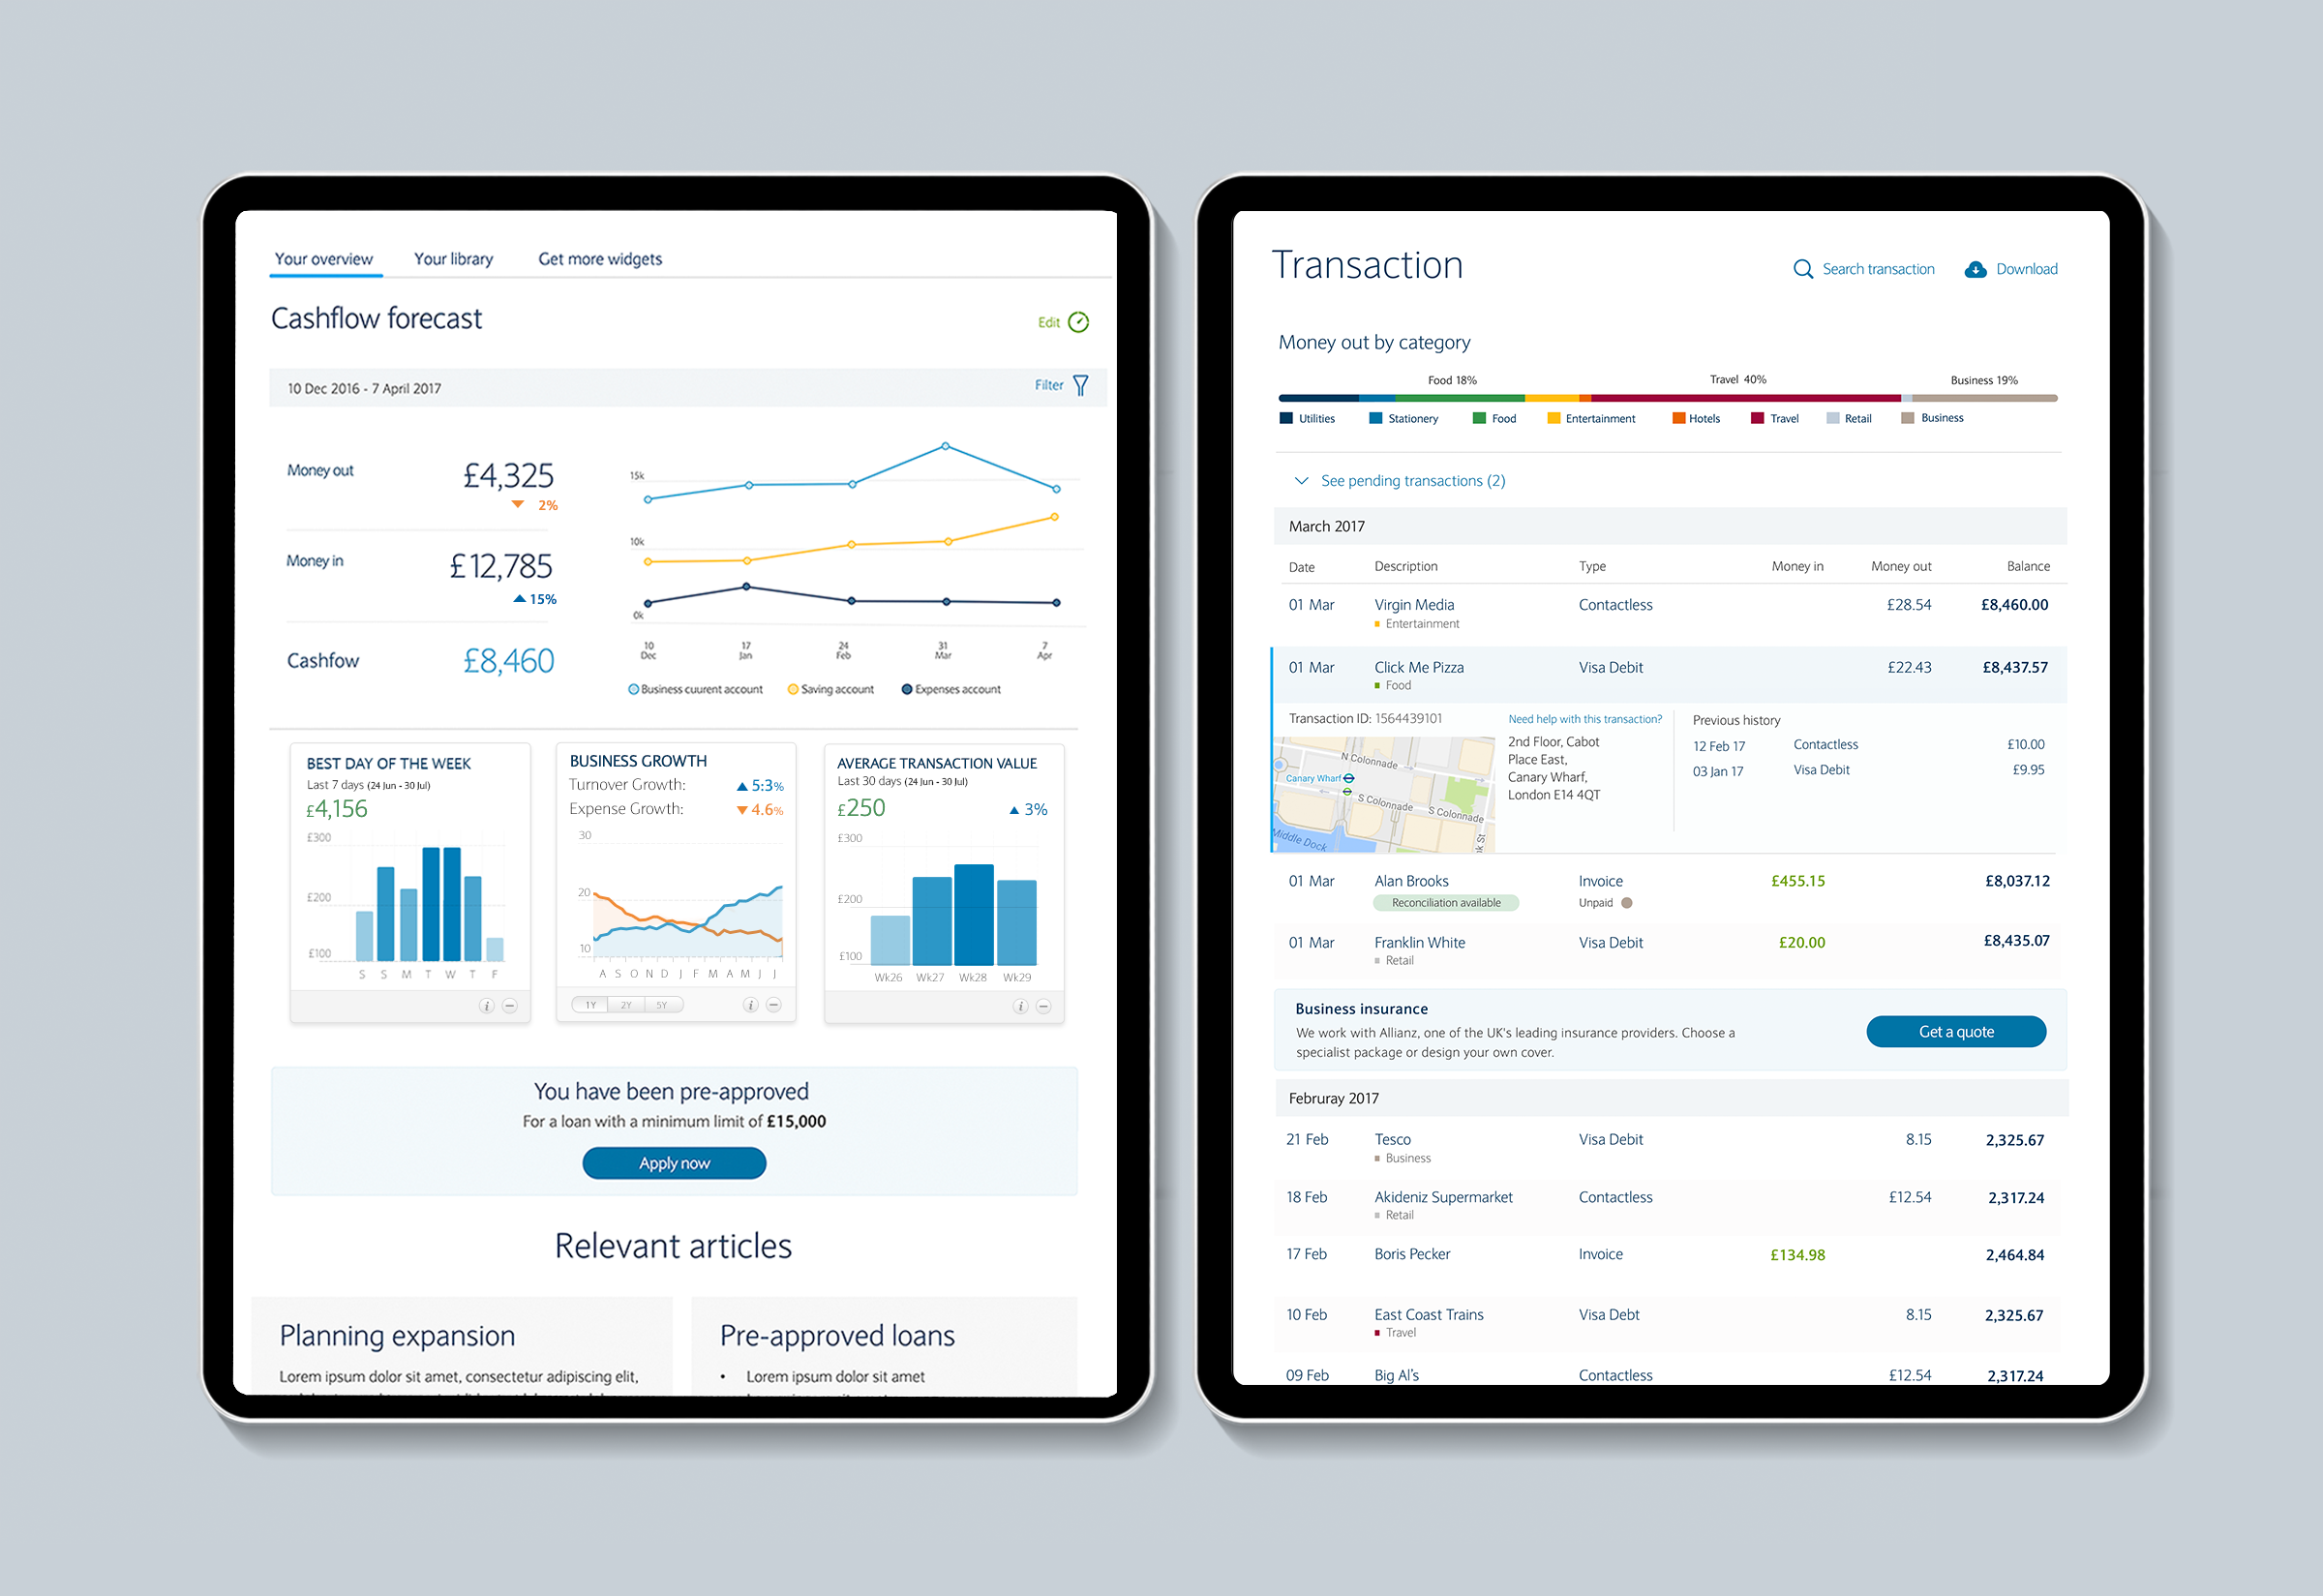 Your overview Your library Get more widgets
Cashflow forecast
Edit
10 Dec 2016 - 7 April 2017
Filter
Money out £4,325
2%
Money in £12,785
15%
Cashfow £8,460
15k
10k
0k
10 Dec 17 Jan 24 Feb 31 Mar 7 Apr
Business cuurent account Saving account Expenses account
BEST DAY OF THE WEEK
Last 7 days (24 Jun - 30 Jul)
£4,156
£300
£200
£100
S S M T W T F
i
BUSINESS GROWTH
Turnover Growth: 5:3%
Expense Growth: 4.6%
30
20
10
A S O N D J F M A M J J
1Y 2Y 5Y
i
AVERAGE TRANSACTION VALUE
Last 30 days (24 Jun - 30 Jul)
£250 3%
£300
£200
£100
Wk26 Wk27 Wk28 Wk29
i
You have been pre-approved
For a loan with a minimum limit of £15,000
Apply now
Relevant articles
Planning expansion
Lorem ipsum dolor sit amet, consectetur adipiscing elit,
Pre-approved loans
• Lorem ipsum dolor sit amet
Transaction
Search transaction Download
Money out by category
Food 18% Travel 40% Business 19%
Utilities Stationery Food Entertainment Hotels Travel Retail Business
See pending transactions (2)
March 2017
Date Description Type Money in Money out Balance
01 Mar Virgin Media Contactless £28.54 £8,460.00
Entertainment
01 Mar Click Me Pizza Visa Debit £22.43 £8,437.57
Food
Transaction ID: 1564439101
N Colonnade
Canary Wharf
S Colonnade
S Colonnade
Middle Dock
Need help with this transaction?
2nd Floor, Cabot
Place East,
Canary Wharf,
London E14 4QT
Previous history
12 Feb 17 Contactless £10.00
03 Jan 17 Visa Debit £9.95
01 Mar Alan Brooks Invoice £455.15 £8,037.12
Reconciliation available Unpaid
01 Mar Franklin White Visa Debit £20.00 £8,435.07
Retail
Business insurance
We work with Allianz, one of the UK's leading insurance providers. Choose a
specialist package or design your own cover.
Get a quote
Februray 2017
21 Feb Tesco Visa Debit 8.15 2,325.67
Business
18 Feb Akideniz Supermarket Contactless £12.54 2,317.24
Retail
17 Feb Boris Pecker Invoice £134.98 2,464.84
10 Feb East Coast Trains Visa Debt 8.15 2,325.67
Travel
09 Feb Big Al's Contactless £12.54 2,317.24